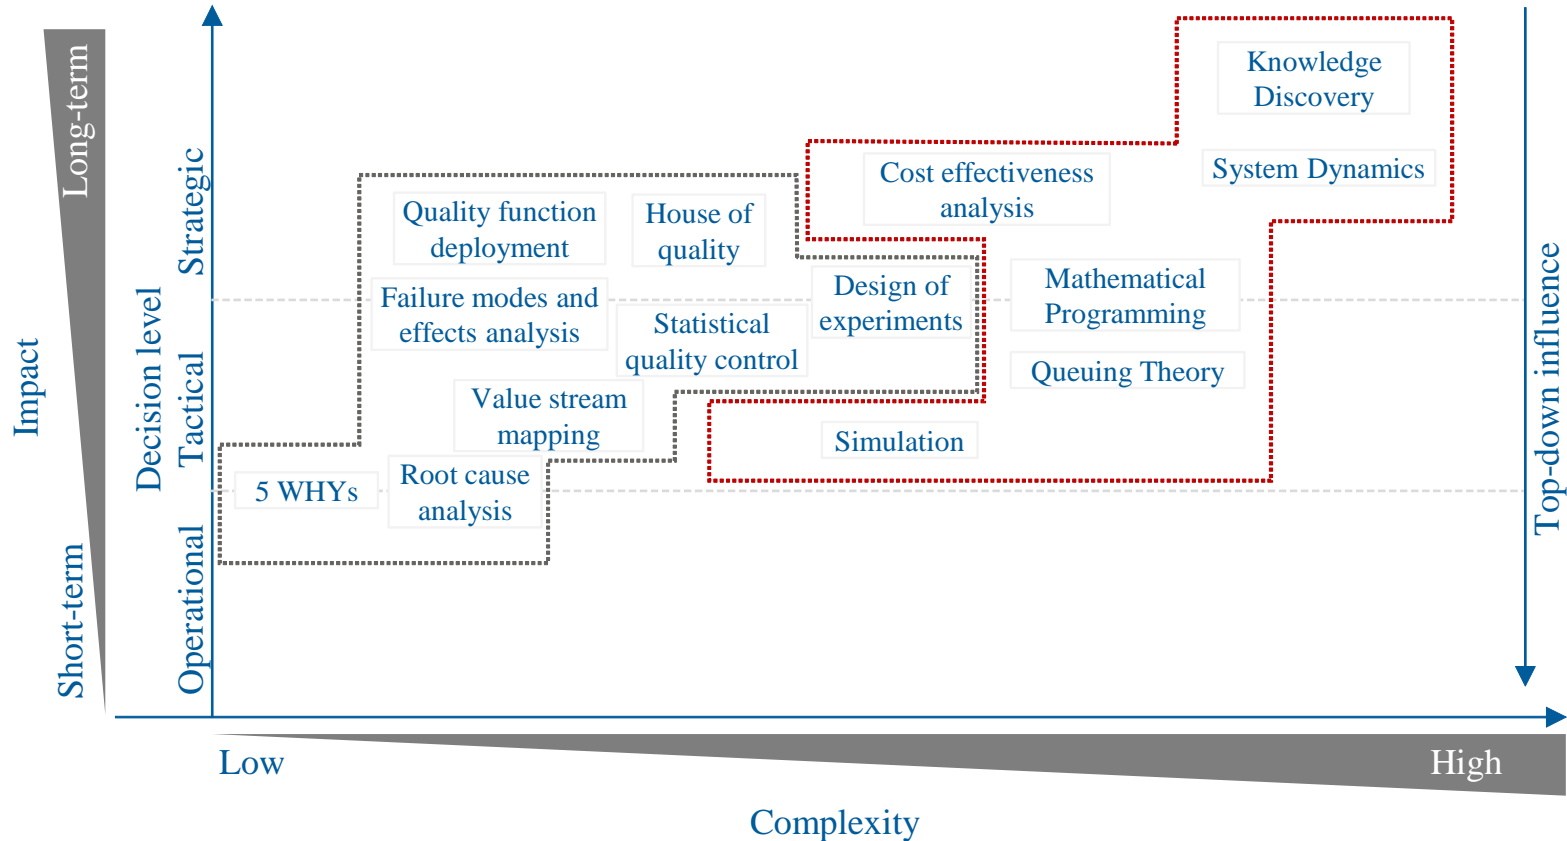 Impact
Long-term
Short-term
Decision level
Strategic
Tactical
Operational
Knowledge
Discovery
System Dynamics
Cost effectiveness
analysis
Quality function
deployment
House of
quality
Failure modes and
effects analysis
Statistical
quality control
Design of
experiments
Mathematical
Programming
Queuing Theory
Value stream
mapping
Simulation
5 WHYs
Root cause
analysis
Top-down influence
Low
High
Complexity